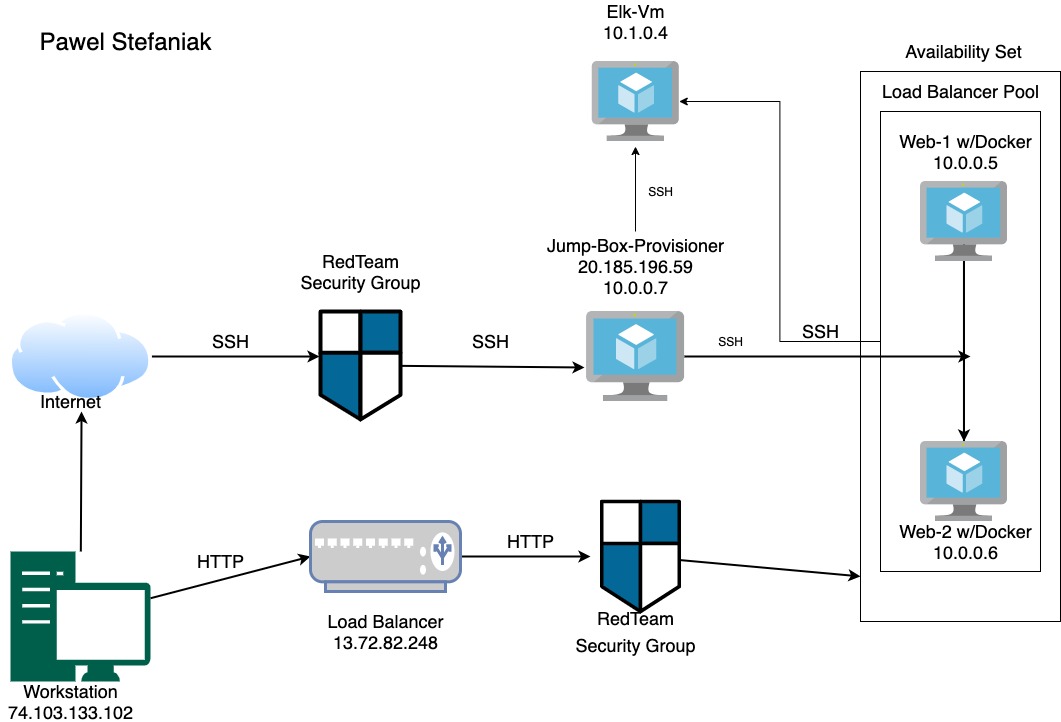 Pawel Stefaniak
Elk-Vm
10.1.0.4
Availability Set
Load Balancer Pool
Web-1 w/Docker
10.0.0.5
SSH
Jump-Box-Provisioner
20.185.196.59
10.0.0.7
RedTeam
Security Group
SSH
SSH
SSH
SSH
Internet
Web-2 w/Docker
10.0.0.6
HTTP
HTTP
Load Balancer
13.72.82.248
RedTeam
Security Group
Workstation
74.103.133.102